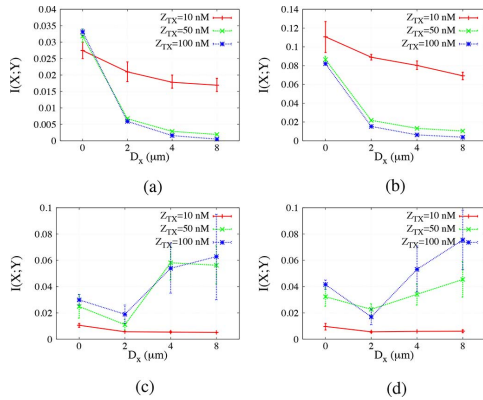 Z_TX=10 nM
Z_TX=50 nM
Z_TX=100 nM
I(X;Y)
0.04
0.035
0.03
0.025
0.02
0.015
0.01
0.005
0
0 2 4 8
D_x (μm)
(a)
Z_TX=10 nM
Z_TX=50 nM
Z_TX=100 nM
I(X;Y)
0.14
0.12
0.1
0.08
0.06
0.04
0.02
0
0 2 4 8
D_x (μm)
(b)
Z_TX=10 nM
Z_TX=50 nM
Z_TX=100 nM
I(X;Y)
0.1
0.08
0.06
0.04
0.02
0
0 2 4 8
D_x (μm)
(c)
Z_TX=10 nM
Z_TX=50 nM
Z_TX=100 nM
I(X;Y)
0.1
0.08
0.06
0.04
0.02
0
0 2 4 8
D_x (μm)
(d)